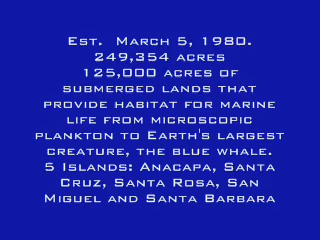 Est. March 5, 1980.
249,354 acres
125,000 acres of
submerged lands that
provide habitat for marine
life from microscopic
plankton to Earth's largest
creature, the blue whale.
5 Islands: Anacapa, Santa
Cruz, Santa Rosa, San
Miguel and Santa Barbara